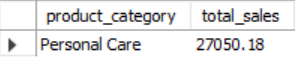 product_category total_sales
Personal Care 27050.18